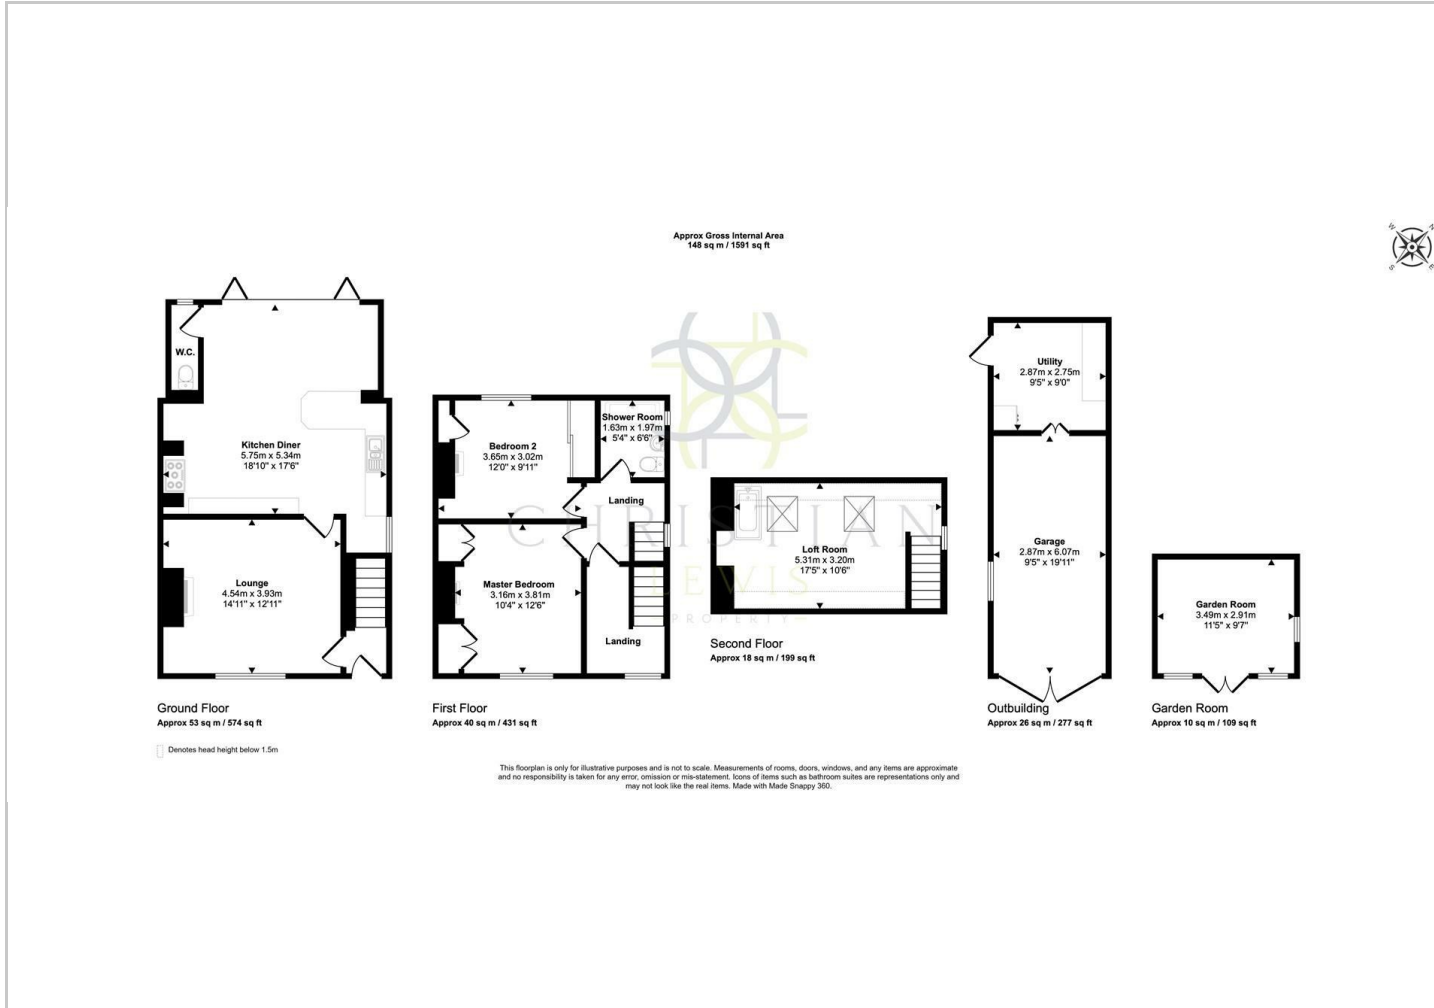 Approx Gross Internal Area
148 sq m / 1591 sq ft
W
N
S
E
W.C.
Kitchen Diner
5.75m x 5.34m
18'10" x 17'6"
Lounge
4.54m x 3.93m
14'11" x 12'11"
Ground Floor
Approx 53 sq m / 574 sq ft
Denotes head height below 1.5m
Bedroom 2
3.65m x 3.02m
12'0" x 9'11"
Shower Room
1.63m x 1.97m
5'4" x 6'6"
Landing
Master Bedroom
3.16m x 3.81m
10'4" x 12'6"
Landing
First Floor
Approx 40 sq m / 431 sq ft
CHRISTIAN
LEWIS
PROPERTY
Loft Room
5.31m x 3.20m
17'5" x 10'6"
Second Floor
Approx 18 sq m / 199 sq ft
Utility
2.87m x 2.75m
9'5" x 9'0"
Garage
2.87m x 6.07m
9'5" x 19'11"
Outbuilding
Approx 26 sq m / 277 sq ft
Garden Room
3.49m x 2.91m
11'5" x 9'7"
Garden Room
Approx 10 sq m / 109 sq ft
This floorplan is only for illustrative purposes and is not to scale. Measurements of rooms, doors, windows, and any items are approximate
and no responsibility is taken for any error, omission or mis-statement. Icons of items such as bathroom suites are representations only and
may not look like the real items. Made with Made Snappy 360.